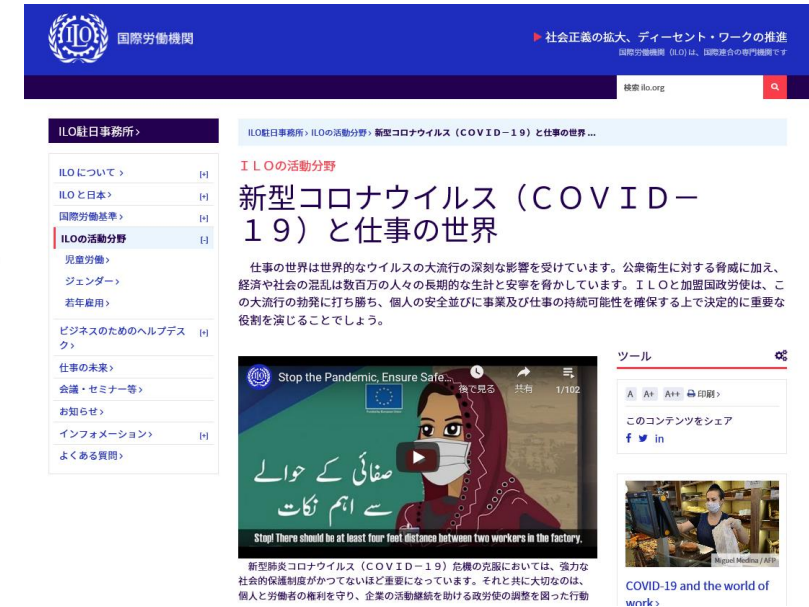 国際労働機関
▶ 社会正義の拡大、ディーセント・ワークの推進
国際労働機関（ILO）は、国際連合の専門機関です
検索 ilo.org
ILO駐日事務所›
ILO について ›
[+]
ILO と日本›
[+]
国際労働基準›
[+]
ILOの活動分野
[-]
児童労働›
ジェンダー›
若年雇用›
ビジネスのためのヘルプデス
ク›
[+]
仕事の未来›
会議・セミナー等›
お知らせ›
インフォメーション›
[+]
よくある質問›
ILO駐日事務所› ILOの活動分野› 新型コロナウイルス（ＣＯＶＩＤ－１９）と仕事の世界 ...
ＩＬＯの活動分野
新型コロナウイルス（ＣＯＶＩＤ－
１９）と仕事の世界
仕事の世界は世界的なウイルスの大流行の深刻な影響を受けています。公衆衛生に対する脅威に加え、
経済や社会の混乱は数百万の人々の長期的な生計と安寧を脅かしています。ＩＬＯと加盟国政労使は、こ
の大流行の勃発に打ち勝ち、個人の安全並びに事業及び仕事の持続可能性を確保する上で決定的に重要な
役割を演じることでしょう。
Stop the Pandemic, Ensure Safe...
後で見る
共有
1/102
صفائی کے حوالے
سے اہم نکات
Stop! There should be at least four feet distance between two workers in the factory,
新型肺炎コロナウイルス（ＣＯＶＩＤ－１９）危機の克服においては、強力な
社会的保護制度がかつてないほど重要になっています。それと共に大切なのは、
個人と労働者の権利を守り、企業の活動継続を助ける政労使の調整を図った行動
ツール
A A+ A++ 印刷›
このコンテンツをシェア
Miguel Medina / AFP
COVID-19 and the world of
work›